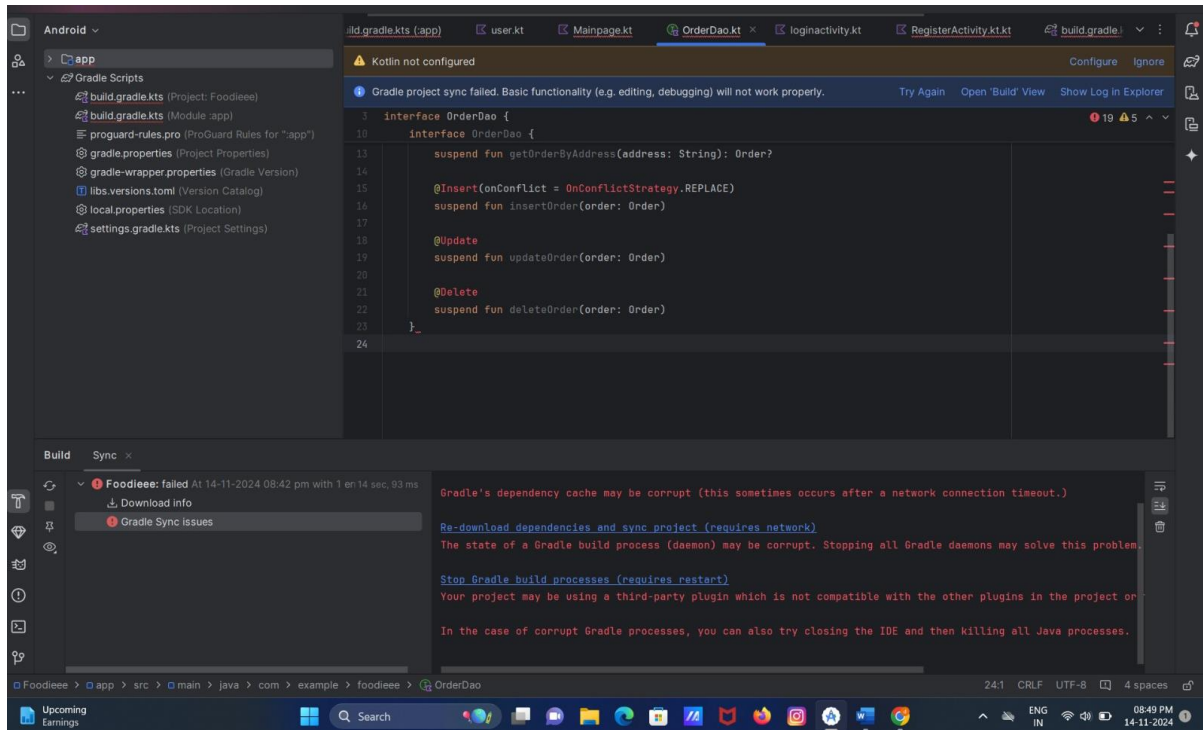 Android
ild.gradle.kts (:app)
user.kt
Mainpage.kt
OrderDao.kt
loginactivity.kt
RegisterActivity.kt.kt
build.gradle.
app
Gradle Scripts
build.gradle.kts (Project: Foodieee)
build.gradle.kts (Module :app)
proguard-rules.pro (ProGuard Rules for ":app")
gradle.properties (Project Properties)
gradle-wrapper.properties (Gradle Version)
libs.versions.toml (Version Catalog)
local.properties (SDK Location)
settings.gradle.kts (Project Settings)
Kotlin not configured
Configure Ignore
Gradle project sync failed. Basic functionality (e.g. editing, debugging) will not work properly.
Try Again Open 'Build' View Show Log in Explorer
19 5
3 interface OrderDao {
10 interface OrderDao {
13 suspend fun getOrderByAddress(address: String): Order?
14
15 @Insert(onConflict = OnConflictStrategy.REPLACE)
16 suspend fun insertOrder(order: Order)
17
18 @Update
19 suspend fun updateOrder(order: Order)
20
21 @Delete
22 suspend fun deleteOrder(order: Order)
23 }
24
Build Sync
Foodieee: failed At 14-11-2024 08:42 pm with 1 err 14 sec, 93 ms
Download info
Gradle Sync issues
Gradle's dependency cache may be corrupt (this sometimes occurs after a network connection timeout.)
Re-download dependencies and sync project (requires network)
The state of a Gradle build process (daemon) may be corrupt. Stopping all Gradle daemons may solve this problem.
Stop Gradle build processes (requires restart)
Your project may be using a third-party plugin which is not compatible with the other plugins in the project or
In the case of corrupt Gradle processes, you can also try closing the IDE and then killing all Java processes.
Foodieee > app > src > main > java > com > example > foodieee > OrderDao
24:1 CRLF UTF-8 4 spaces
Upcoming
Earnings
Search
ENG
IN
08:49 PM
14-11-2024
1